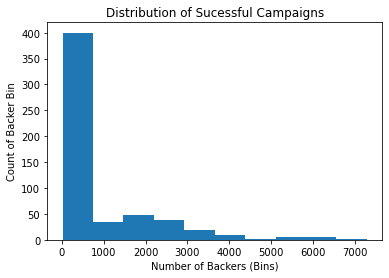 Distribution of Sucessful Campaigns
Count of Backer Bin
400
350
300
250
200
150
100
50
0
0 1000 2000 3000 4000 5000 6000 7000
Number of Backers (Bins)